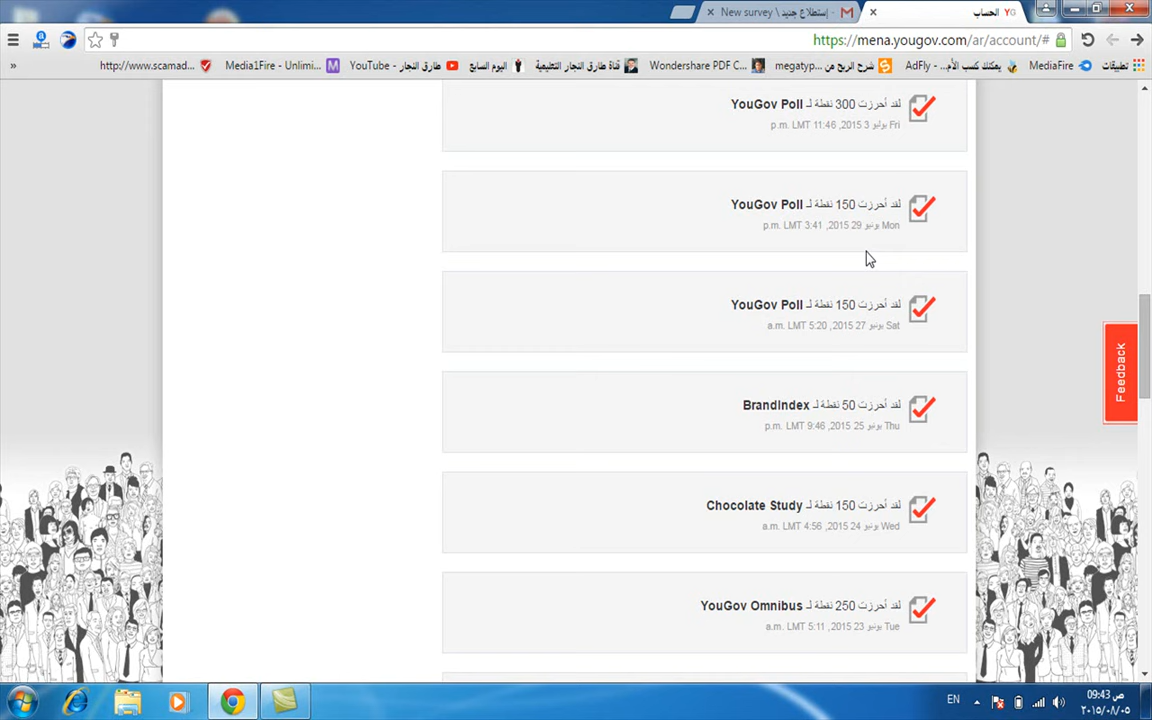 الحساب
New survey \ إستطلاع جديد -
https://mena.yougov.com/ar/account/#
تطبيقات
MediaFire
AdFly - يمكنك كسب الأم...
شرح الربح من megatyp...
Wondershare PDF C...
قناة طارق النجار التعليمية
اليوم السابع
طارق النجار - YouTube
Media1Fire - Unlimi...
http://www.scamad...
»
لقد أحرزت 300 نقطة لـ YouGov Poll
Fri يوليو 3 2015, 11:46 p.m. LMT
لقد أحرزت 150 نقطة لـ YouGov Poll
Mon يونيو 29 2015, 3:41 p.m. LMT
لقد أحرزت 150 نقطة لـ YouGov Poll
Sat يونيو 27 2015, 5:20 a.m. LMT
لقد أحرزت 50 نقطة لـ BrandIndex
Thu يونيو 25 2015, 9:46 p.m. LMT
لقد أحرزت 150 نقطة لـ Chocolate Study
Wed يونيو 24 2015, 4:56 a.m. LMT
لقد أحرزت 250 نقطة لـ YouGov Omnibus
Tue يونيو 23 2015, 5:11 a.m. LMT
Feedback
EN
09:43 ص
٢٠١٥/٠٨/٠٥